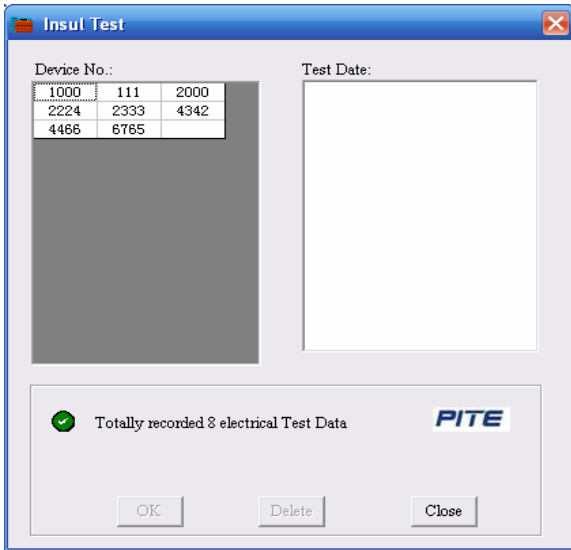 Insul Test
Device No.:
Test Date:
1000 111 2000
2224 2333 4342
4466 6765
Totally recorded 8 electrical Test Data
PITE
OK
Delete
Close